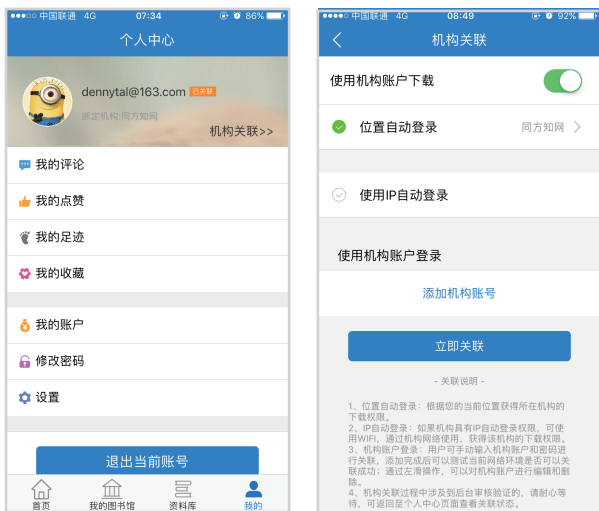 中国联通 4G 07:34 86%
个人中心
dennytal@163.com 已关联
绑定机构:同方知网
机构关联>>
我的评论
我的点赞
我的足迹
我的收藏
我的账户
修改密码
设置
退出当前账号
首页 我的图书馆 资料库 我的
中国联通 4G 08:49 92%
机构关联
使用机构账户下载
位置自动登录 同方知网
使用IP自动登录
使用机构账户登录
添加机构账号
立即关联
- 关联说明 -
1、位置自动登录：根据您的当前位置获得所在机构的
下载权限。
2、IP自动登录：如果机构具有IP自动登录权限，可使
用WIFI，通过机构网络使用，获得该机构的下载权限。
3、机构账户登录：用户可手动输入机构账户和密码进
行关联，添加完成后可以测试当前网络环境是否可以关
联成功；通过左滑操作，可以对机构账户进行编辑和删
除。
4、机构关联过程中涉及到后台审核验证的，请耐心等
待，可返回至个人中心页面查看关联状态。